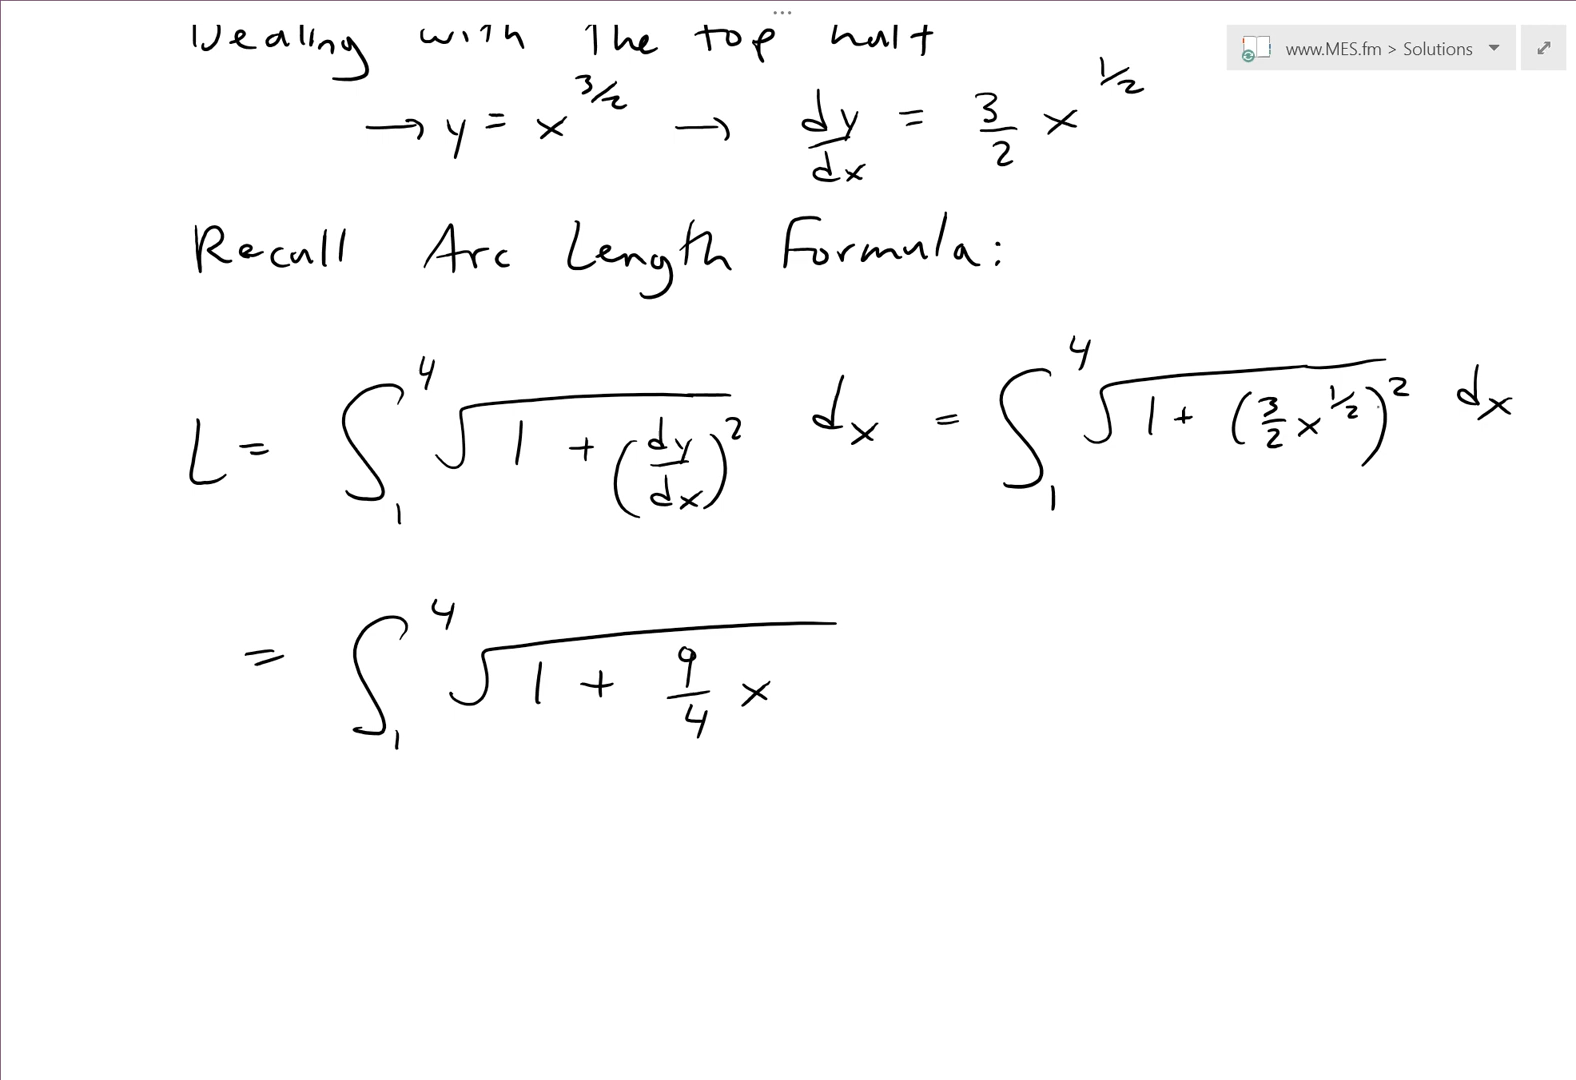 Dealing with the top half
www.MES.fm > Solutions
→ y = x^{3/2} → dy/dx = 3/2 x^{1/2}
Recall Arc Length Formula:
L = ∫_1^4 √(1 + (dy/dx)^2) dx = ∫_1^4 √(1 + (3/2 x^{1/2})^2) dx
= ∫_1^4 √(1 + 9/4 x)